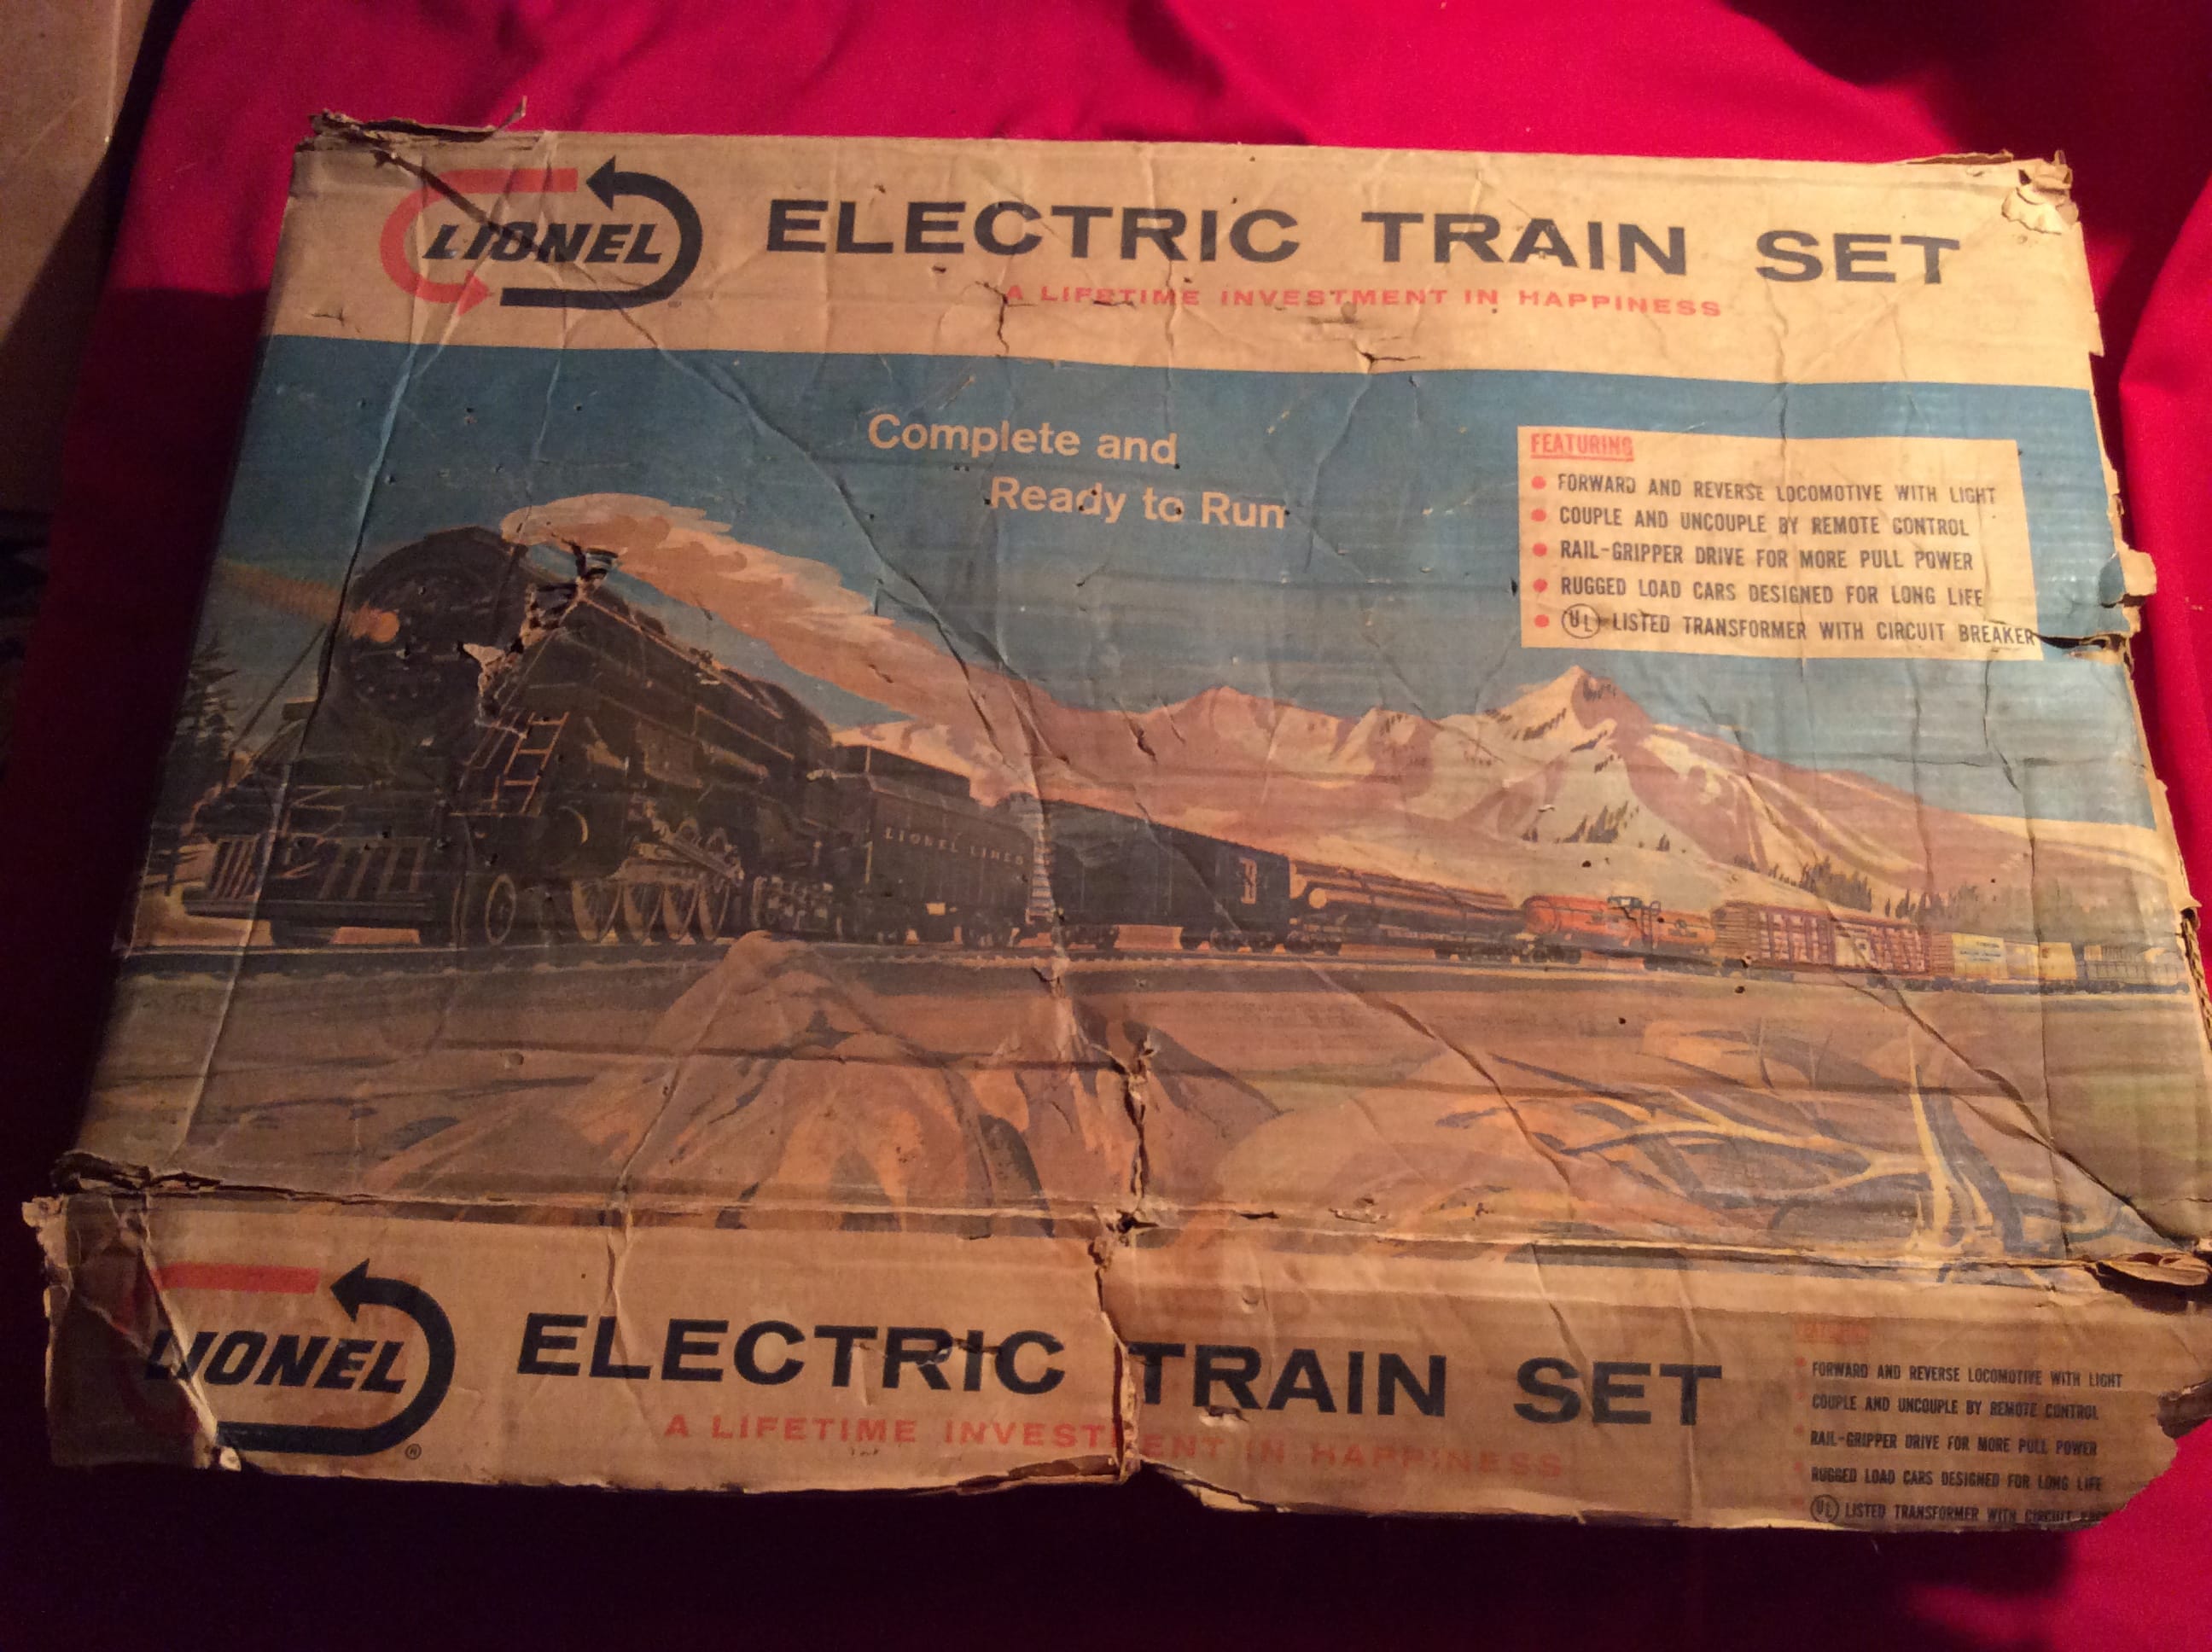 LIONEL ®
ELECTRIC TRAIN SET
A LIFETIME INVESTMENT IN HAPPINESS
Complete and
Ready to Run
FEATURING
• FORWARD AND REVERSE LOCOMOTIVE WITH LIGHT
• COUPLE AND UNCOUPLE BY REMOTE CONTROL
• RAIL-GRIPPER DRIVE FOR MORE PULL POWER
• RUGGED LOAD CARS DESIGNED FOR LONG LIFE
• UL LISTED TRANSFORMER WITH CIRCUIT BREAKER
LIONEL LINES
B
LIONEL ®
ELECTRIC TRAIN SET
A LIFETIME INVESTMENT IN HAPPINESS
FORWARD AND REVERSE LOCOMOTIVE WITH LIGHT
COUPLE AND UNCOUPLE BY REMOTE CONTROL
RAIL-GRIPPER DRIVE FOR MORE PULL POWER
RUGGED LOAD CARS DESIGNED FOR LONG LIFE
UL LISTED TRANSFORMER WITH CIRCUIT